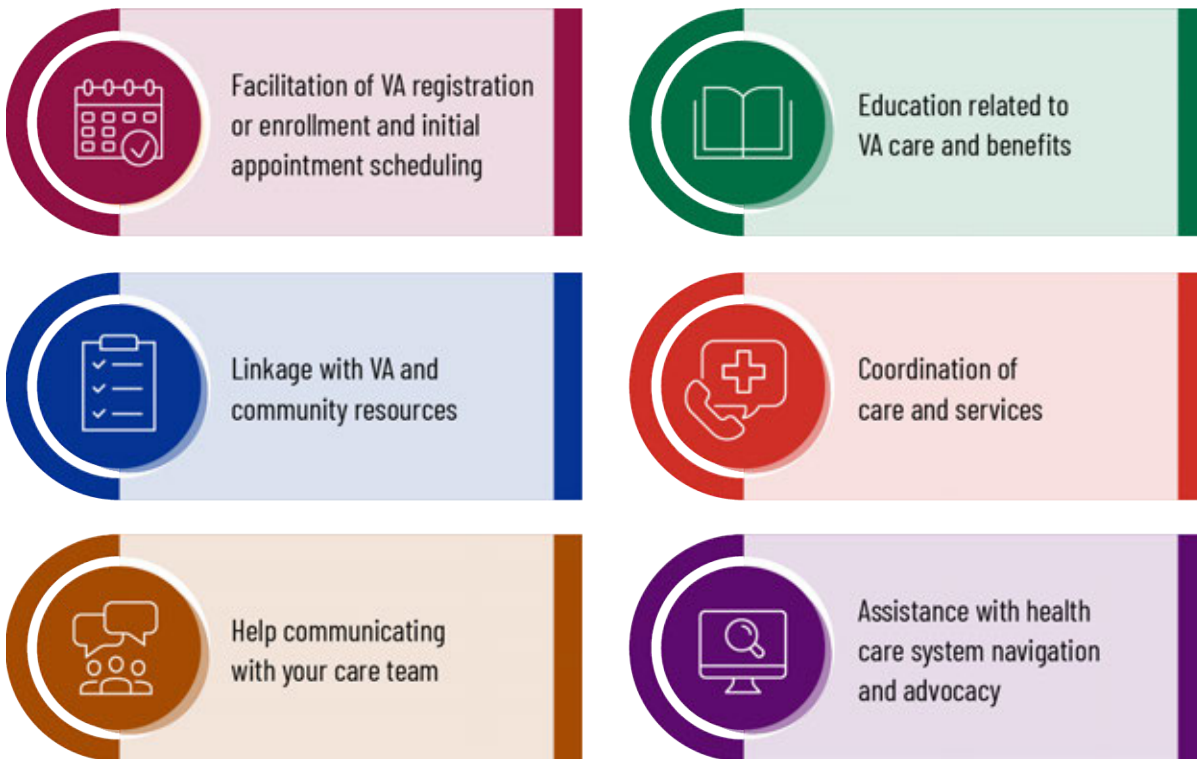 Facilitation of VA registration
or enrollment and initial
appointment scheduling
Education related to
VA care and benefits
Linkage with VA and
community resources
Coordination of
care and services
Help communicating
with your care team
Assistance with health
care system navigation
and advocacy